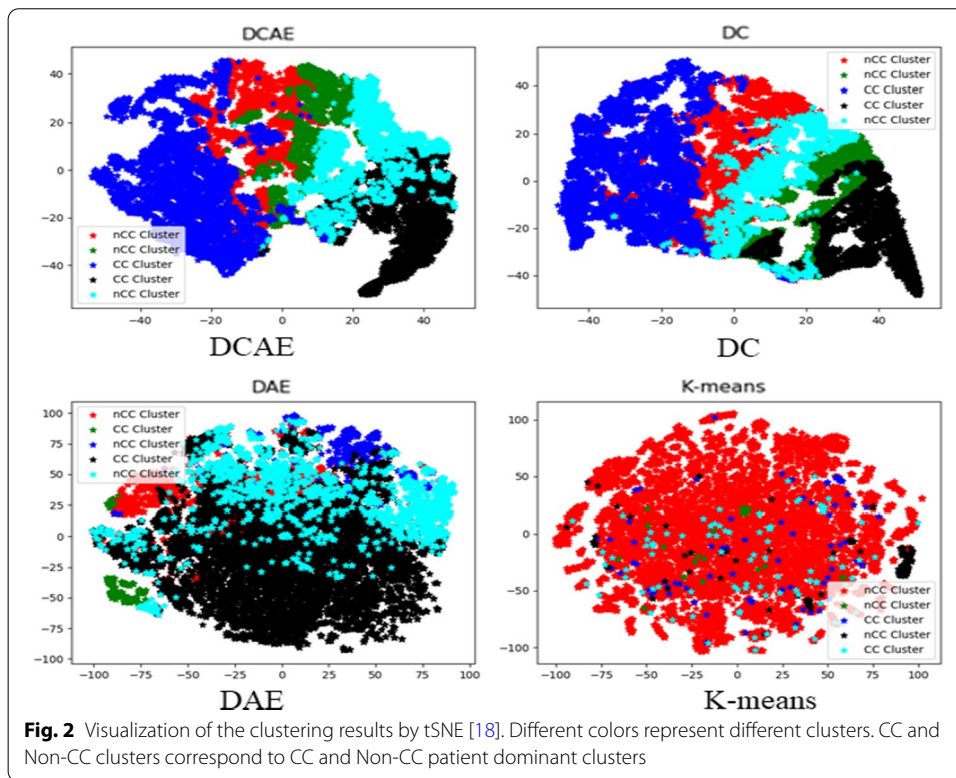 DCAE
40
20
0
−20
−40
−40
−20
0
20
40
nCC Cluster
nCC Cluster
CC Cluster
CC Cluster
nCC Cluster
DCAE
DC
40
20
0
−20
−40
−40
−20
0
20
40
nCC Cluster
nCC Cluster
CC Cluster
CC Cluster
nCC Cluster
DC
DAE
100
75
50
25
0
−25
−50
−75
−100
−100
−75
−50
−25
0
25
50
75
100
nCC Cluster
CC Cluster
nCC Cluster
CC Cluster
nCC Cluster
DAE
K-means
100
50
0
−50
−100
−100
−75
−50
−25
0
25
50
75
100
nCC Cluster
nCC Cluster
CC Cluster
nCC Cluster
CC Cluster
K-means
Fig. 2 Visualization of the clustering results by tSNE [18]. Different colors represent different clusters. CC and
Non-CC clusters correspond to CC and Non-CC patient dominant clusters